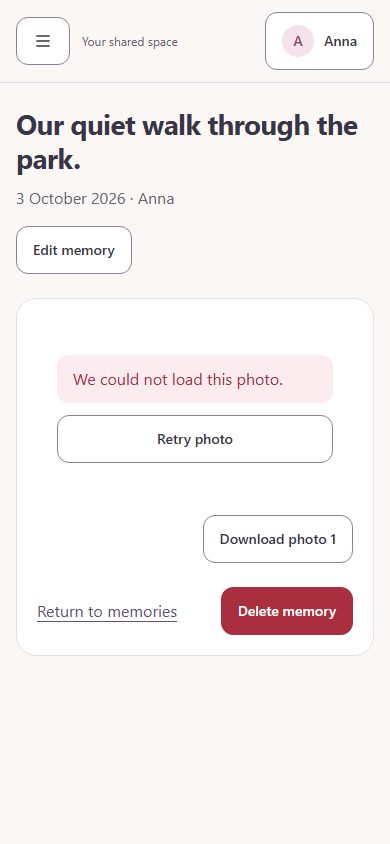 Your shared space
A
Anna
Our quiet walk through the
park.
3 October 2026 · Anna
Edit memory
We could not load this photo.
Retry photo
Download photo 1
Return to memories
Delete memory